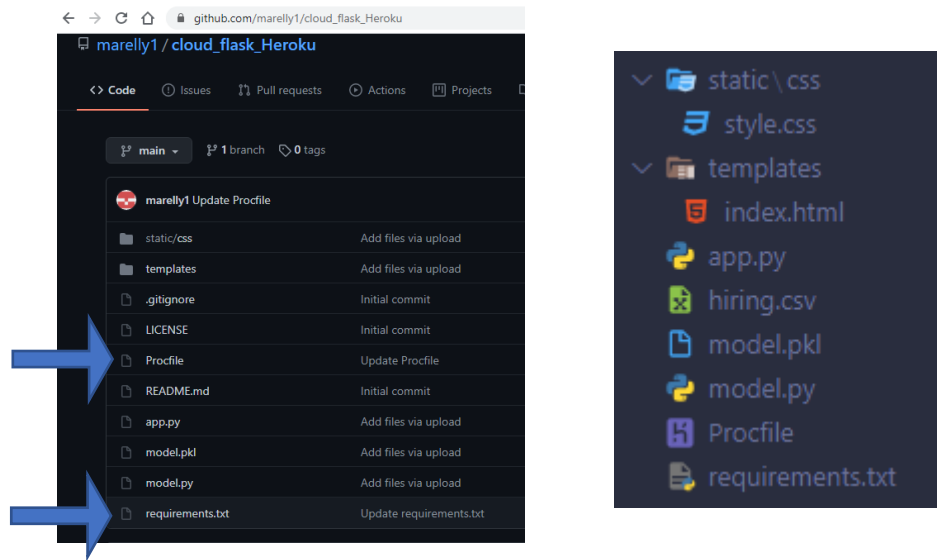 github.com/marelly1/cloud_flask_Heroku
marelly1 / cloud_flask_Heroku
Code Issues Pull requests Actions Projects
main 1 branch 0 tags
marelly1 Update Procfile
static/css Add files via upload
templates Add files via upload
.gitignore Initial commit
LICENSE Initial commit
Procfile Update Procfile
README.md Initial commit
app.py Add files via upload
model.pkl Add files via upload
model.py Add files via upload
requirements.txt Update requirements.txt
static\css
style.css
templates
index.html
app.py
hiring.csv
model.pkl
model.py
Procfile
requirements.txt